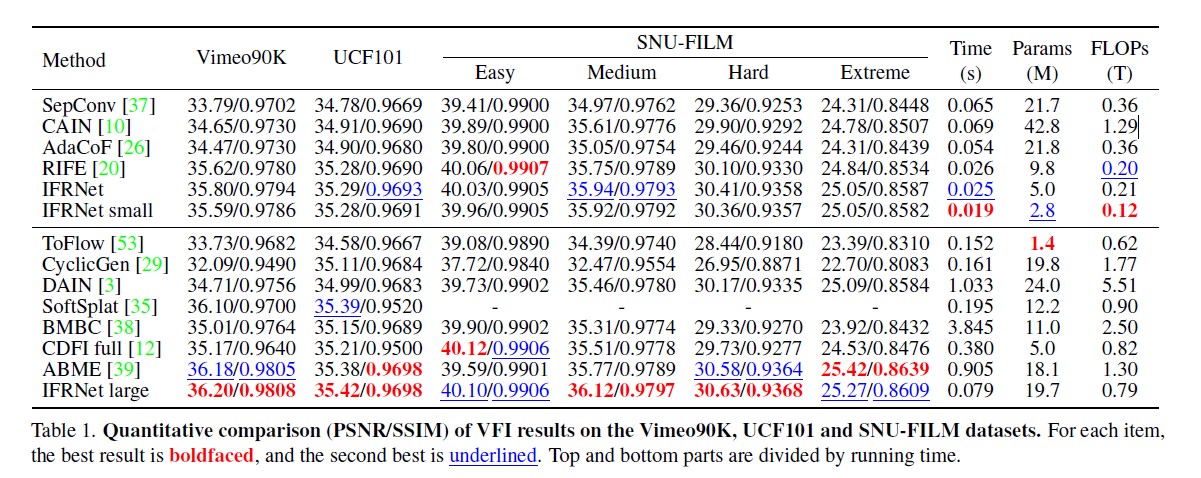 Method Vimeo90K UCF101 SNU-FILM Time Params FLOPs
Easy Medium Hard Extreme (s) (M) (T)
SepConv [37] 33.79/0.9702 34.78/0.9669 39.41/0.9900 34.97/0.9762 29.36/0.9253 24.31/0.8448 0.065 21.7 0.36
CAIN [10] 34.65/0.9730 34.91/0.9690 39.89/0.9900 35.61/0.9776 29.90/0.9292 24.78/0.8507 0.069 42.8 1.29
AdaCoF [26] 34.47/0.9730 34.90/0.9680 39.80/0.9900 35.05/0.9754 29.46/0.9244 24.31/0.8439 0.054 21.8 0.36
RIFE [20] 35.62/0.9780 35.28/0.9690 40.06/0.9907 35.75/0.9789 30.10/0.9330 24.84/0.8534 0.026 9.8 0.20
IFRNet 35.80/0.9794 35.29/0.9693 40.03/0.9905 35.94/0.9793 30.41/0.9358 25.05/0.8587 0.025 5.0 0.21
IFRNet small 35.59/0.9786 35.28/0.9691 39.96/0.9905 35.92/0.9792 30.36/0.9357 25.05/0.8582 0.019 2.8 0.12
ToFlow [53] 33.73/0.9682 34.58/0.9667 39.08/0.9890 34.39/0.9740 28.44/0.9180 23.39/0.8310 0.152 1.4 0.62
CyclicGen [29] 32.09/0.9490 35.11/0.9684 37.72/0.9840 32.47/0.9554 26.95/0.8871 22.70/0.8083 0.161 19.8 1.77
DAIN [3] 34.71/0.9756 34.99/0.9683 39.73/0.9902 35.46/0.9780 30.17/0.9335 25.09/0.8584 1.033 24.0 5.51
SoftSplat [35] 36.10/0.9700 35.39/0.9520 - - - - 0.195 12.2 0.90
BMBC [38] 35.01/0.9764 35.15/0.9689 39.90/0.9902 35.31/0.9774 29.33/0.9270 23.92/0.8432 3.845 11.0 2.50
CDFI full [12] 35.17/0.9640 35.21/0.9500 40.12/0.9906 35.51/0.9778 29.73/0.9277 24.53/0.8476 0.380 5.0 0.82
ABME [39] 36.18/0.9805 35.38/0.9698 39.59/0.9901 35.77/0.9789 30.58/0.9364 25.42/0.8639 0.905 18.1 1.30
IFRNet large 36.20/0.9808 35.42/0.9698 40.10/0.9906 36.12/0.9797 30.63/0.9368 25.27/0.8609 0.079 19.7 0.79
Table 1. Quantitative comparison (PSNR/SSIM) of VFI results on the Vimeo90K, UCF101 and SNU-FILM datasets. For each item,
the best result is boldfaced, and the second best is underlined. Top and bottom parts are divided by running time.